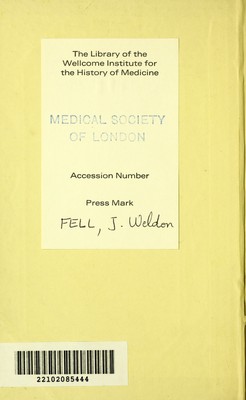 The Library of the
Wellcome Institute for
the History of Medicine
MEDICAL SOCIETY
OF LONDON
Accession Number
Press Mark
FELL, J. Weldon
22102085444